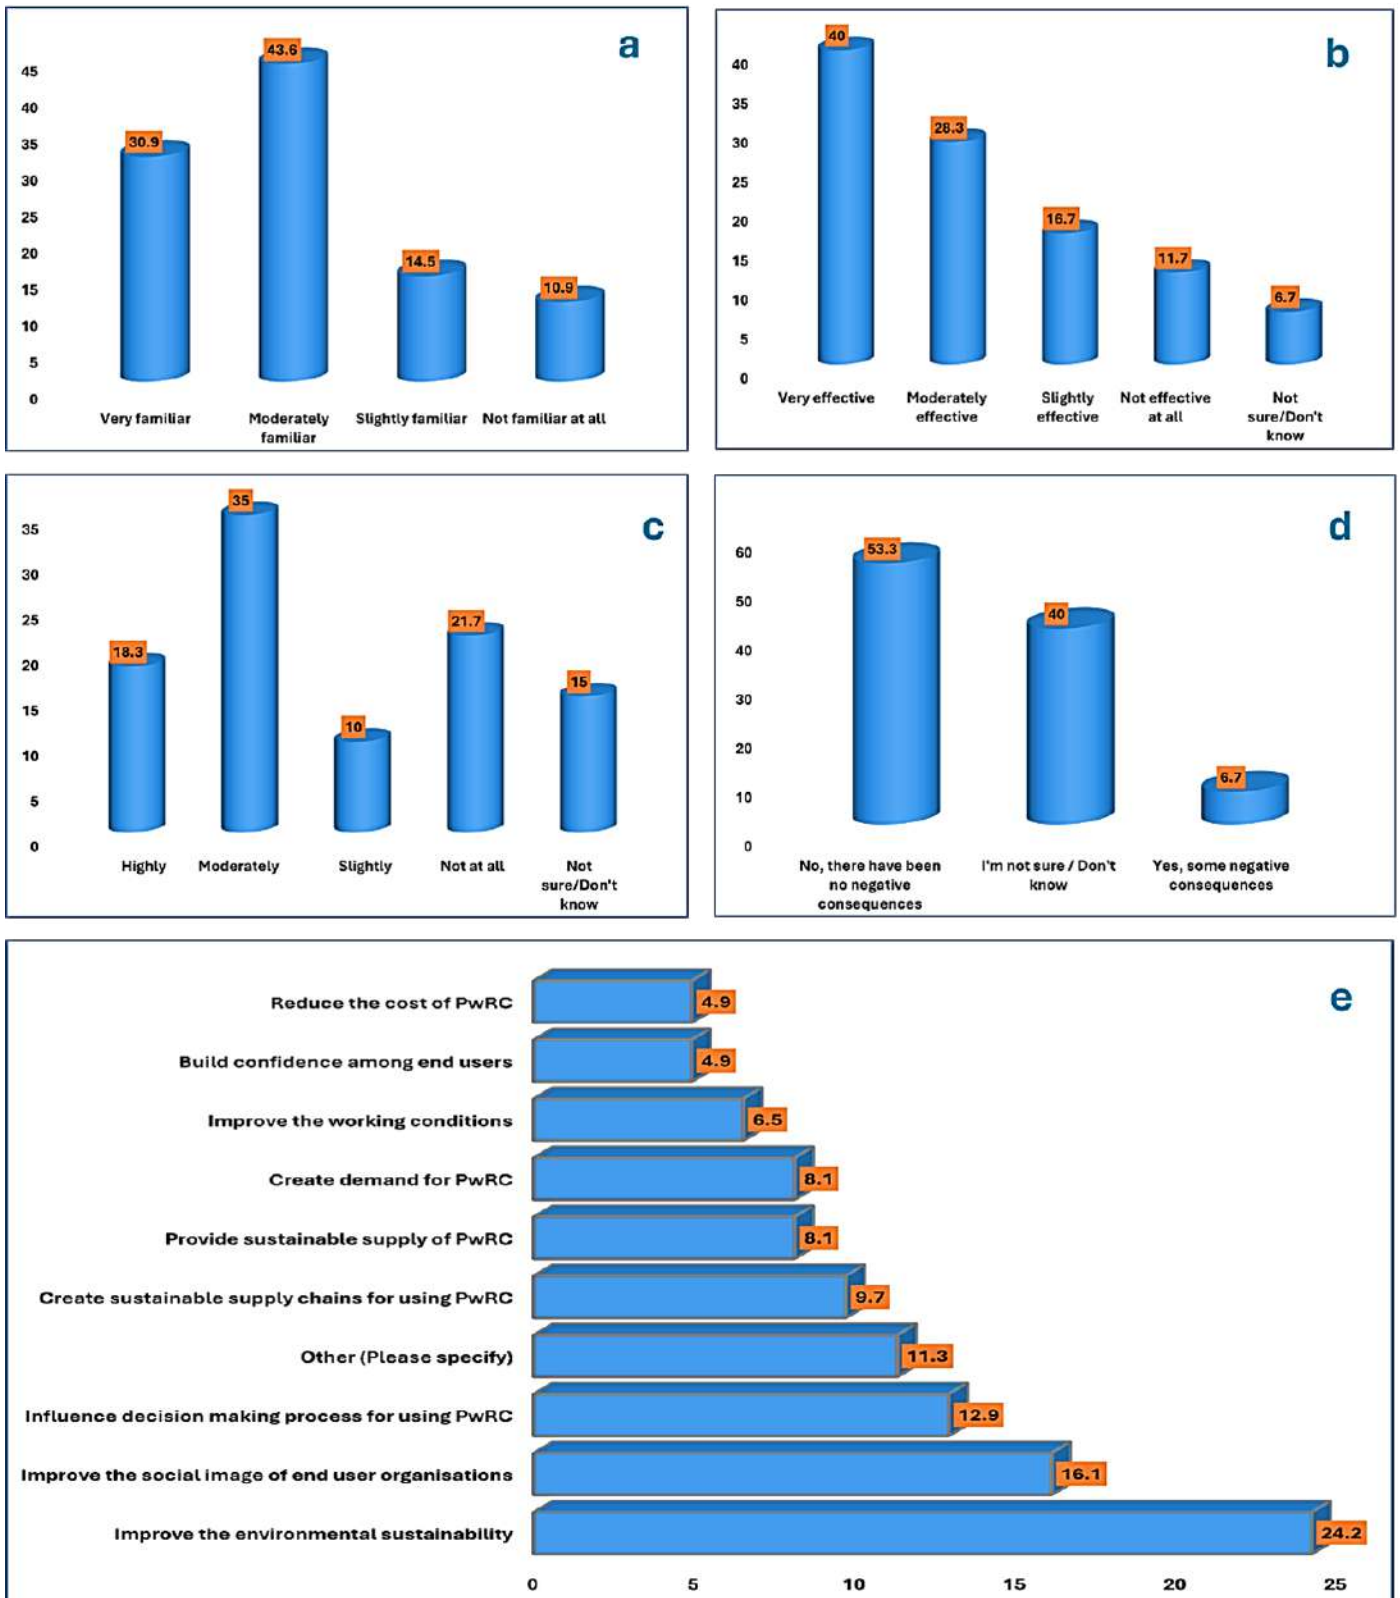 a
45
40
35
30
25
20
15
10
5
0
30.9
43.6
14.5
10.9
Very familiar
Moderately
familiar
Slightly familiar
Not familiar at all
b
40
35
30
25
20
15
10
5
0
40
28.3
16.7
11.7
6.7
Very effective
Moderately
effective
Slightly
effective
Not effective
at all
Not
sure/Don't
know
c
35
30
25
20
15
10
5
0
18.3
35
10
21.7
15
Highly
Moderately
Slightly
Not at all
Not
sure/Don't
know
d
60
50
40
30
20
10
0
53.3
40
6.7
No, there have been
no negative
consequences
I'm not sure / Don't
know
Yes, some negative
consequences
e
Reduce the cost of PwRC 4.9
Build confidence among end users 4.9
Improve the working conditions 6.5
Create demand for PwRC 8.1
Provide sustainable supply of PwRC 8.1
Create sustainable supply chains for using PwRC 9.7
Other (Please specify) 11.3
Influence decision making process for using PwRC 12.9
Improve the social image of end user organisations 16.1
Improve the environmental sustainability 24.2
0 5 10 15 20 25